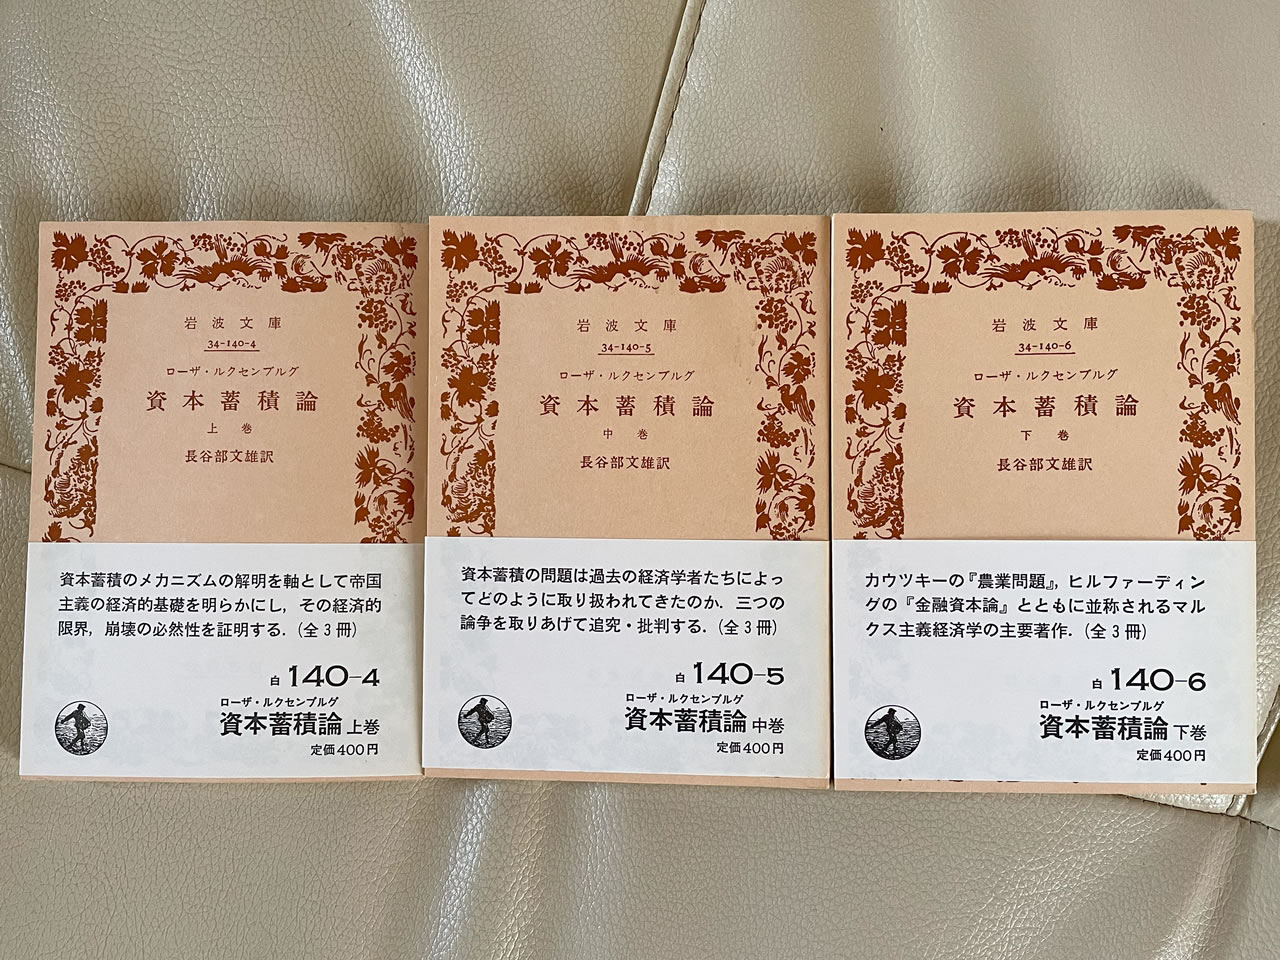 岩波文庫
34-140-4
ローザ・ルクセンブルグ
資本蓄積論
上巻
長谷部文雄訳
資本蓄積のメカニズムの解明を軸として帝国
主義の経済的基礎を明らかにし,その経済的
限界,崩壊の必然性を証明する.(全3冊)
白140-4
ローザ・ルクセンブルグ
資本蓄積論 上巻
定価400円
岩波文庫
34-140-5
ローザ・ルクセンブルグ
資本蓄積論
中巻
長谷部文雄訳
資本蓄積の問題は過去の経済学者たちによっ
てどのように取り扱われてきたのか.三つの
論争を取りあげて追究・批判する.(全3冊)
白140-5
ローザ・ルクセンブルグ
資本蓄積論 中巻
定価400円
岩波文庫
34-140-6
ローザ・ルクセンブルグ
資本蓄積論
下巻
長谷部文雄訳
カウツキーの『農業問題』,ヒルファーディン
グの『金融資本論』とともに並称されるマル
クス主義経済学の主要著作.(全3冊)
白140-6
ローザ・ルクセンブルグ
資本蓄積論 下巻
定価400円